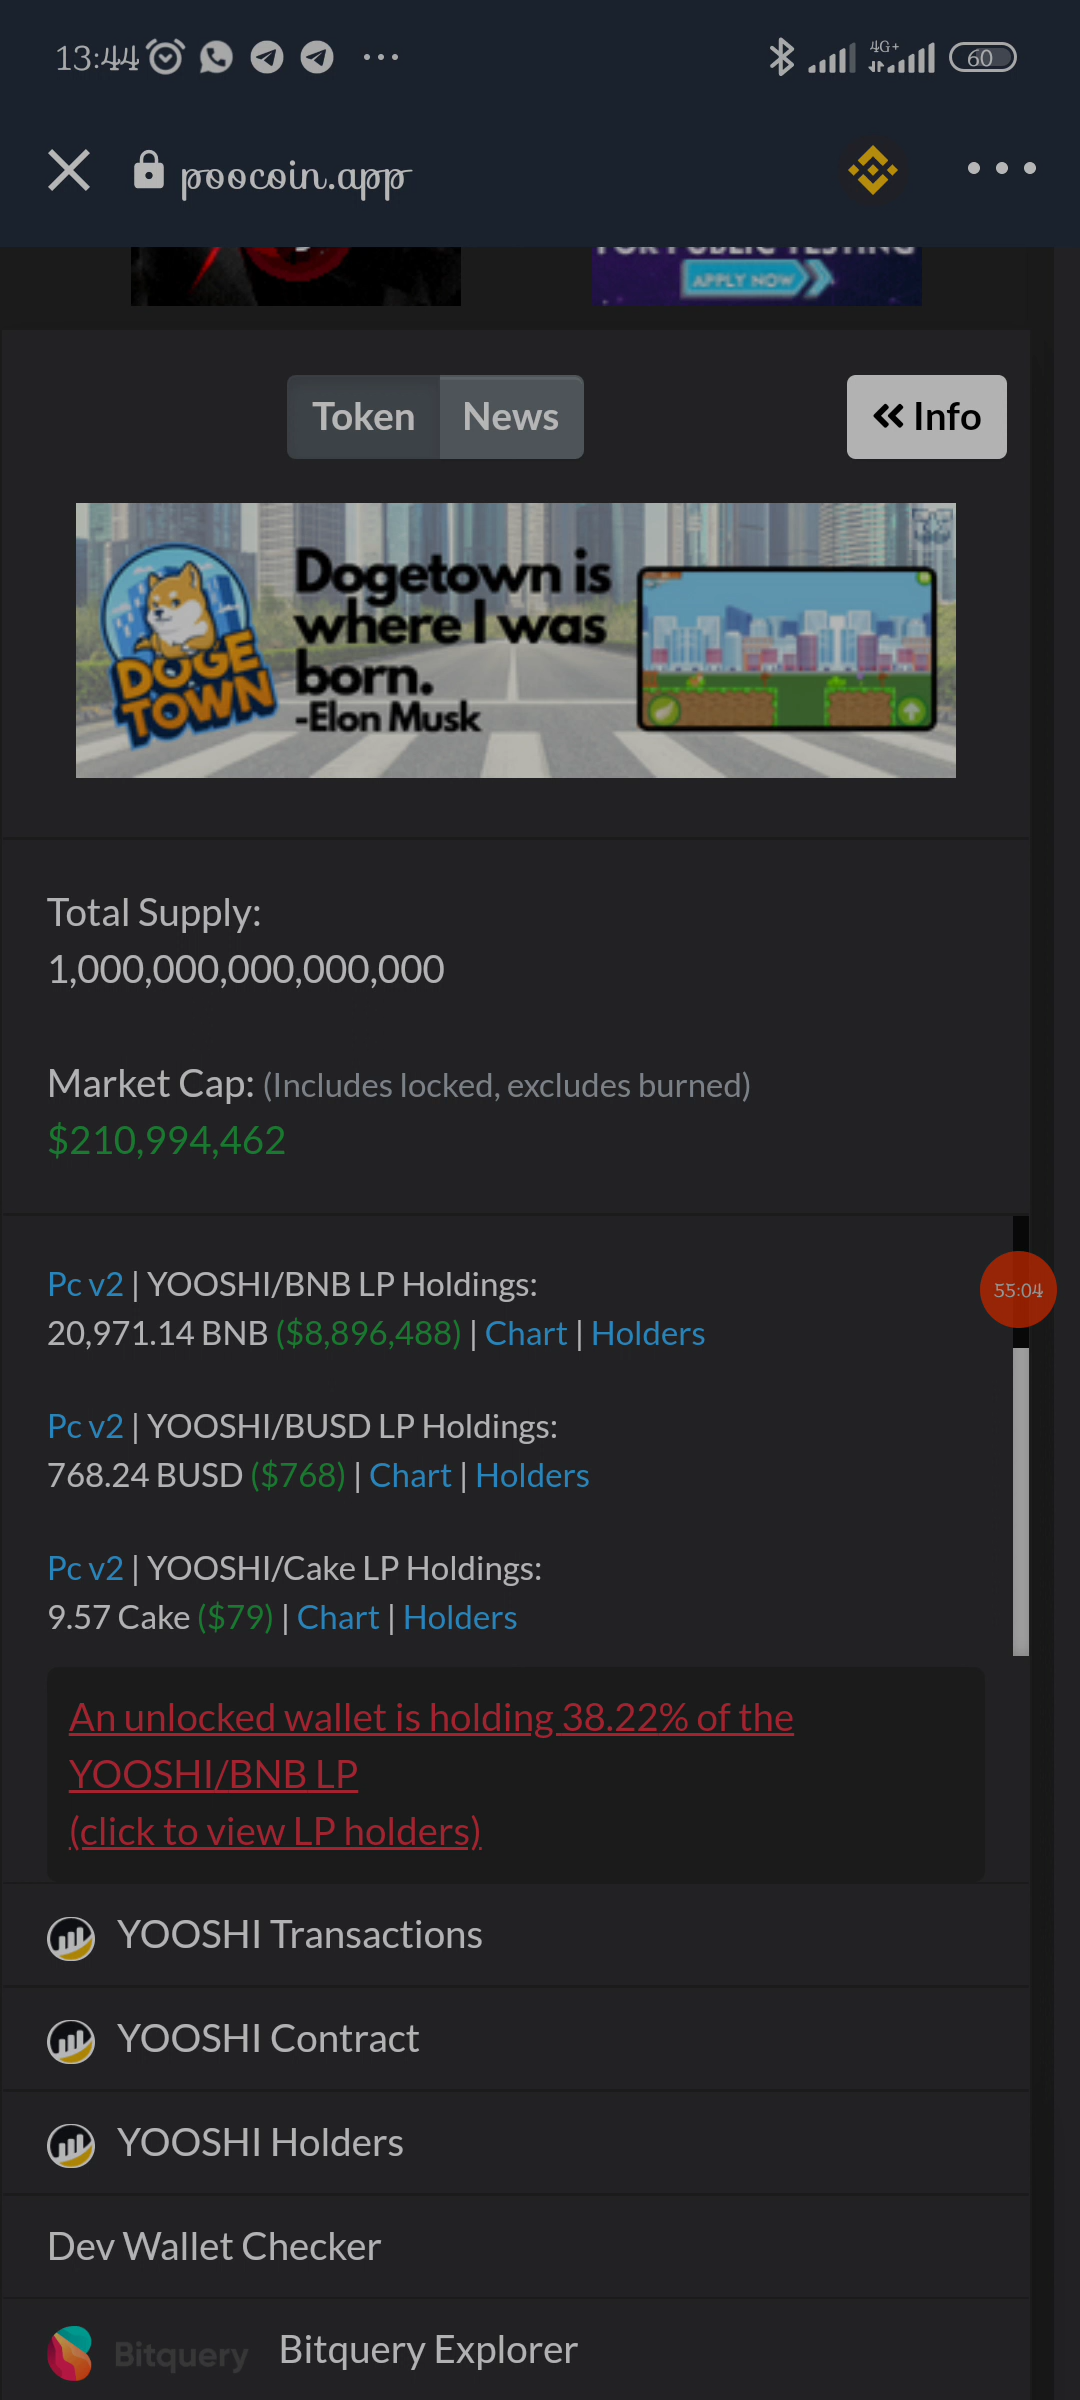 13:44
4G+
60
poocoin.app
FOR PUBLIC TESTING
APPLY NOW
Token
News
Info
DOGE
TOWN
Dogetown is
where I was
born.
-Elon Musk
Total Supply:
1,000,000,000,000,000
Market Cap: (Includes locked, excludes burned)
$210,994,462
Pc v2 | YOOSHI/BNB LP Holdings:
20,971.14 BNB ($8,896,488) | Chart | Holders
55:04
Pc v2 | YOOSHI/BUSD LP Holdings:
768.24 BUSD ($768) | Chart | Holders
Pc v2 | YOOSHI/Cake LP Holdings:
9.57 Cake ($79) | Chart | Holders
An unlocked wallet is holding 38.22% of the
YOOSHI/BNB LP
(click to view LP holders)
YOOSHI Transactions
YOOSHI Contract
YOOSHI Holders
Dev Wallet Checker
Bitquery
Bitquery Explorer